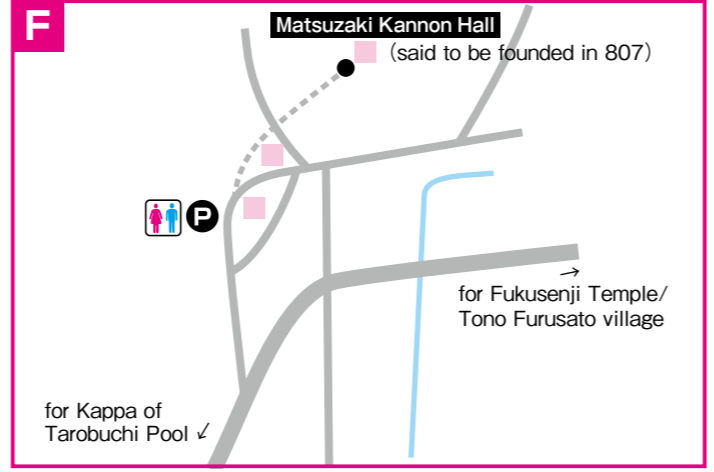 F
Matsuzaki Kannon Hall
(said to be founded in 807)
P
→
for Fukusenji Temple/
Tono Furusato village
for Kappa of
Tarobuchi Pool ↙